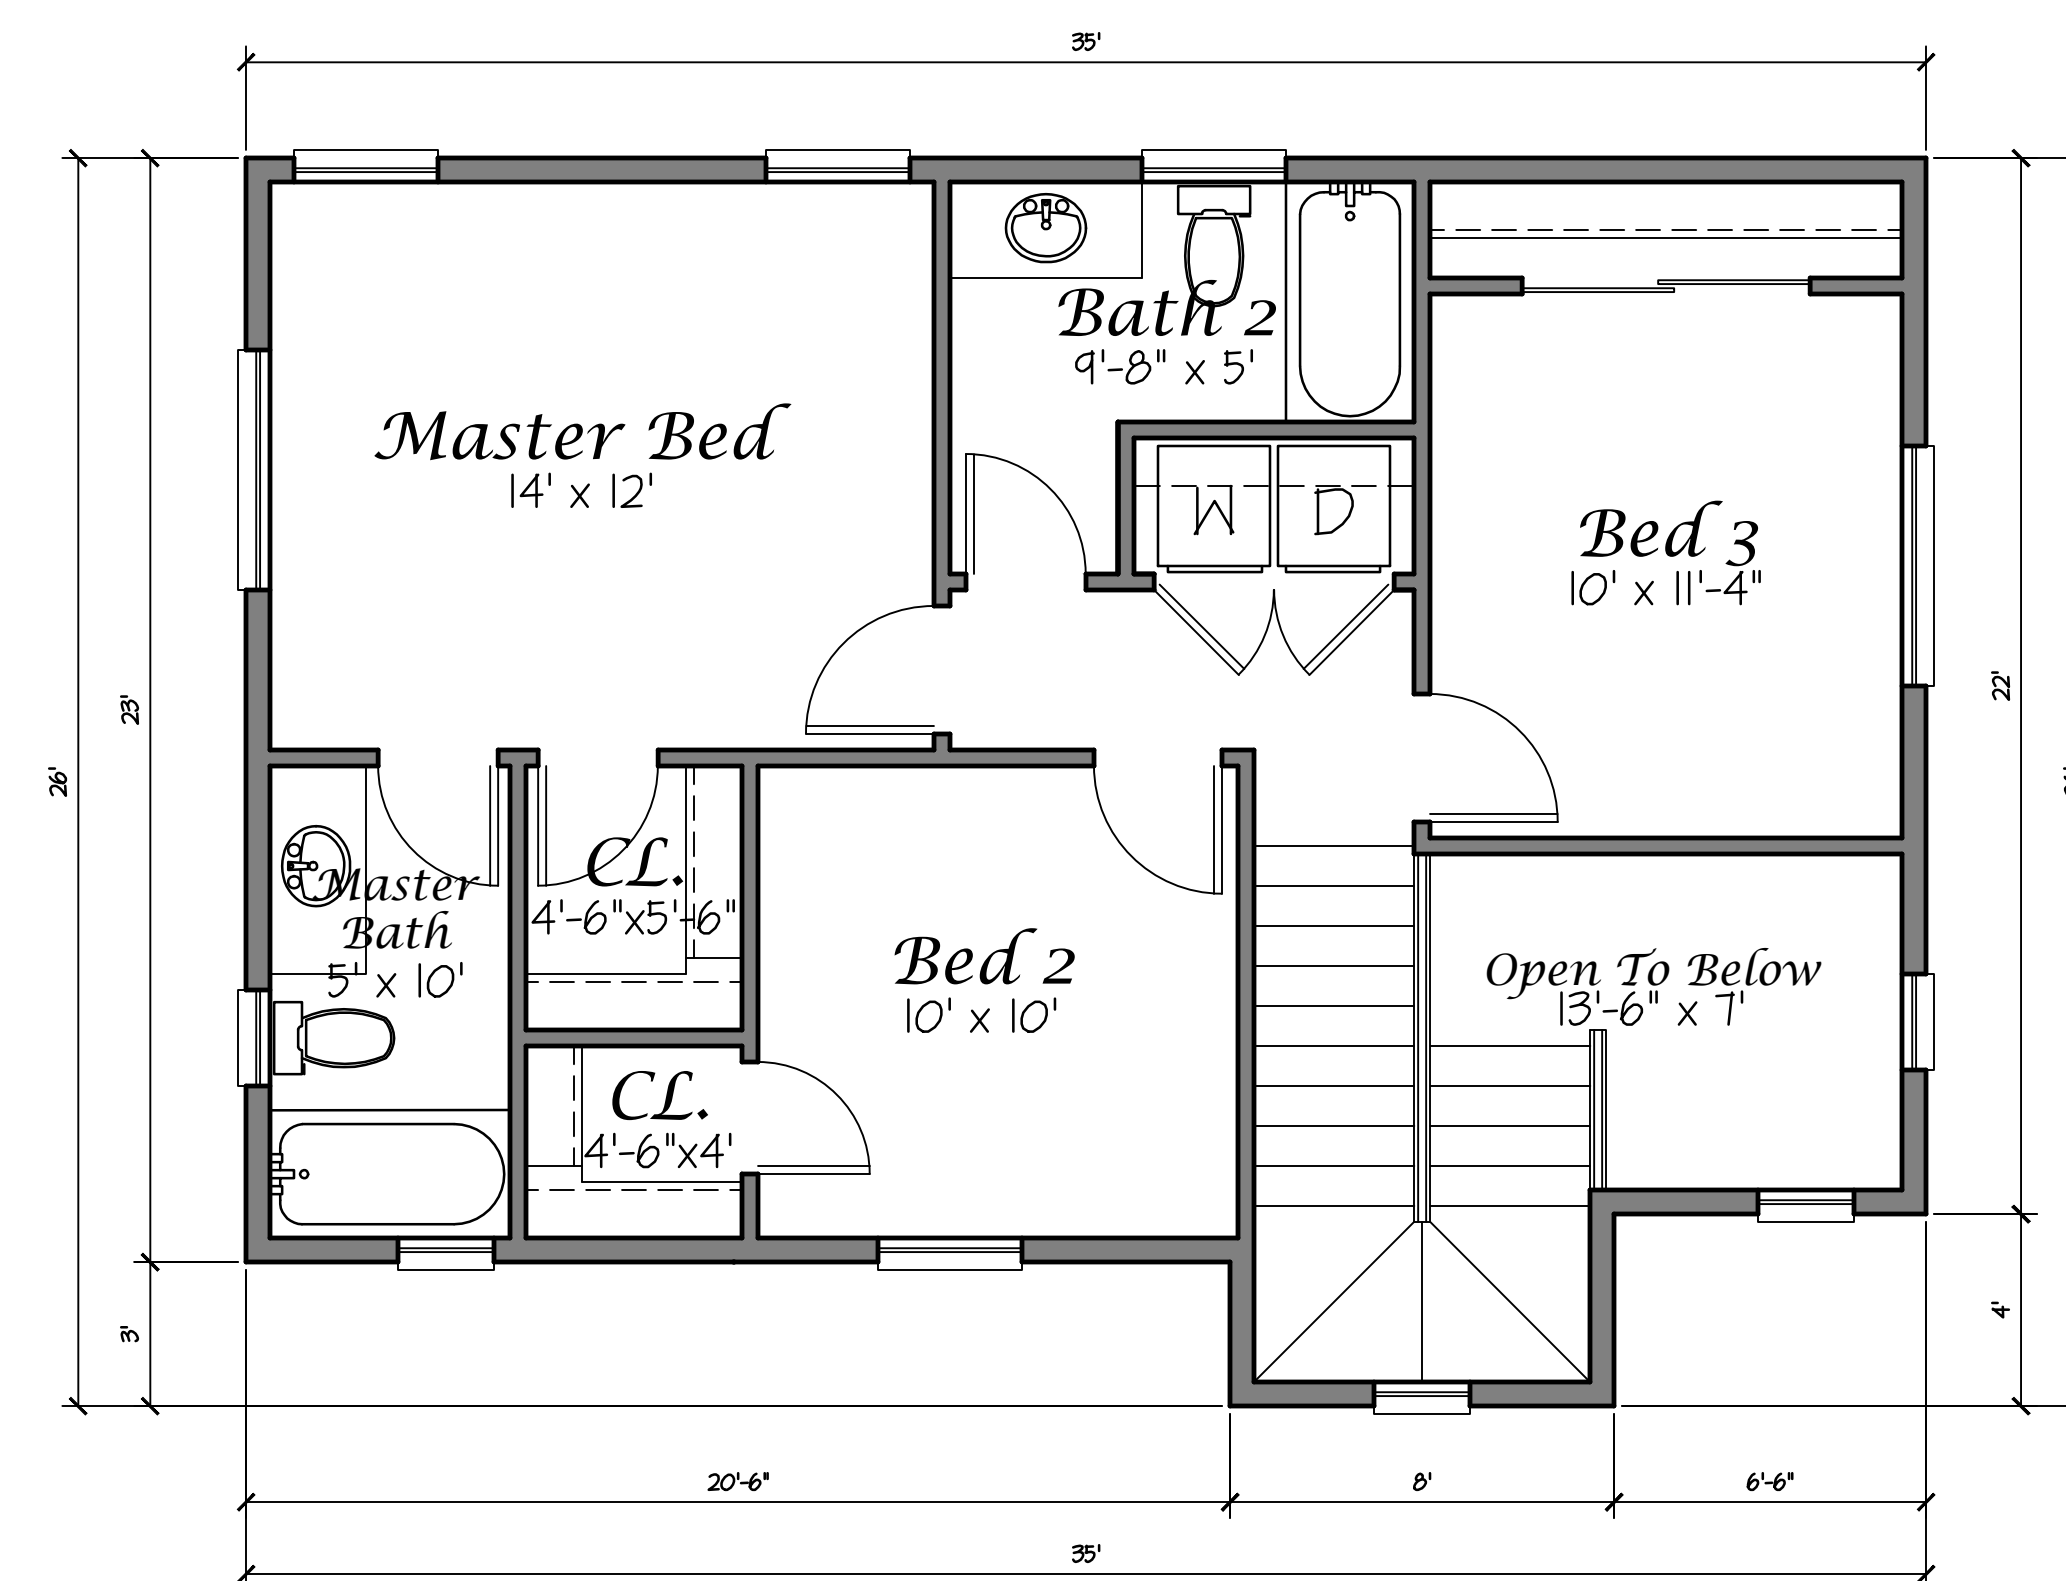 35'
Bath 2
9'-8" x 5'
Master Bed
14' x 12'
W
D
Bed 3
10' x 11'-4"
23'
22'
26'
CL.
4'-6"x5'-6"
Master
Bath
5' x 10'
Bed 2
10' x 10'
Open To Below
13'-6" x 7'
CL.
4'-6"x4'
3'
4'
20'-6"
8'
6'-6"
35'